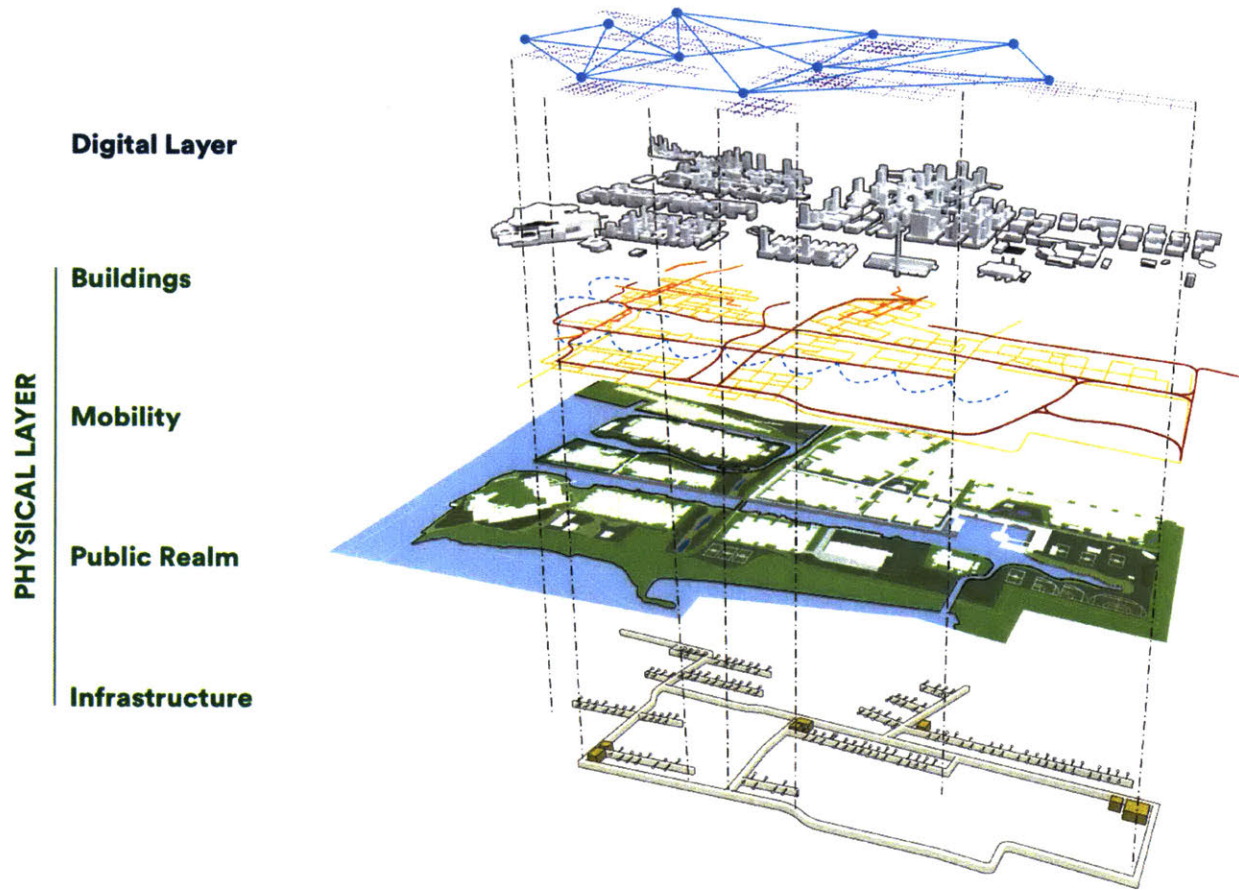 Digital Layer
Buildings
Mobility
Public Realm
Infrastructure
PHYSICAL LAYER